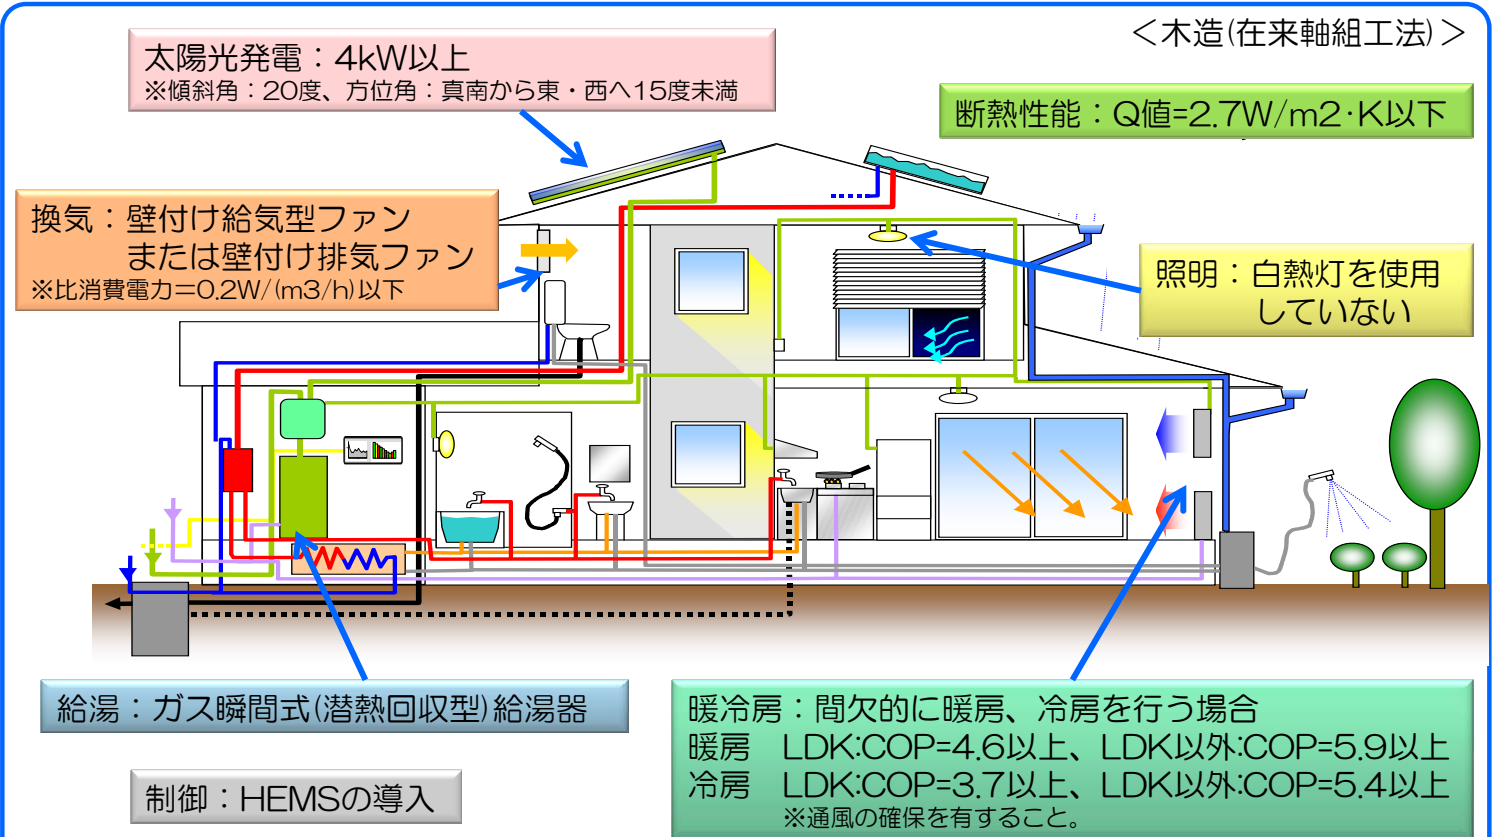 ＜木造(在来軸組工法)＞
太陽光発電：4kW以上
※傾斜角：20度、方位角：真南から東・西へ15度未満
断熱性能：Q値=2.7W/m2・K以下
換気：壁付け給気型ファン
または壁付け排気ファン
※比消費電力＝0.2W/(m3/h)以下
照明：白熱灯を使用
していない
給湯：ガス瞬間式(潜熱回収型)給湯器
暖冷房：間欠的に暖房、冷房を行う場合
暖房　LDK:COP=4.6以上、LDK以外:COP=5.9以上
冷房　LDK:COP=3.7以上、LDK以外:COP=5.4以上
※通風の確保を有すること。
制御：HEMSの導入